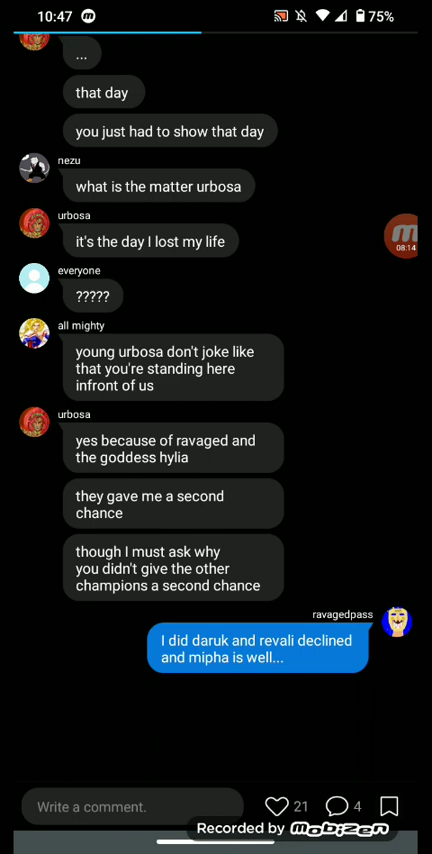 10:47
75%
...
that day
you just had to show that day
nezu
what is the matter urbosa
urbosa
it's the day I lost my life
08:14
everyone
?????
all mighty
young urbosa don't joke like
that you're standing here
infront of us
urbosa
yes because of ravaged and
the goddess hylia
they gave me a second
chance
though I must ask why
you didn't give the other
champions a second chance
ravagedpass
I did daruk and revali declined
and mipha is well...
Write a comment.
21
4
Recorded by mobizen